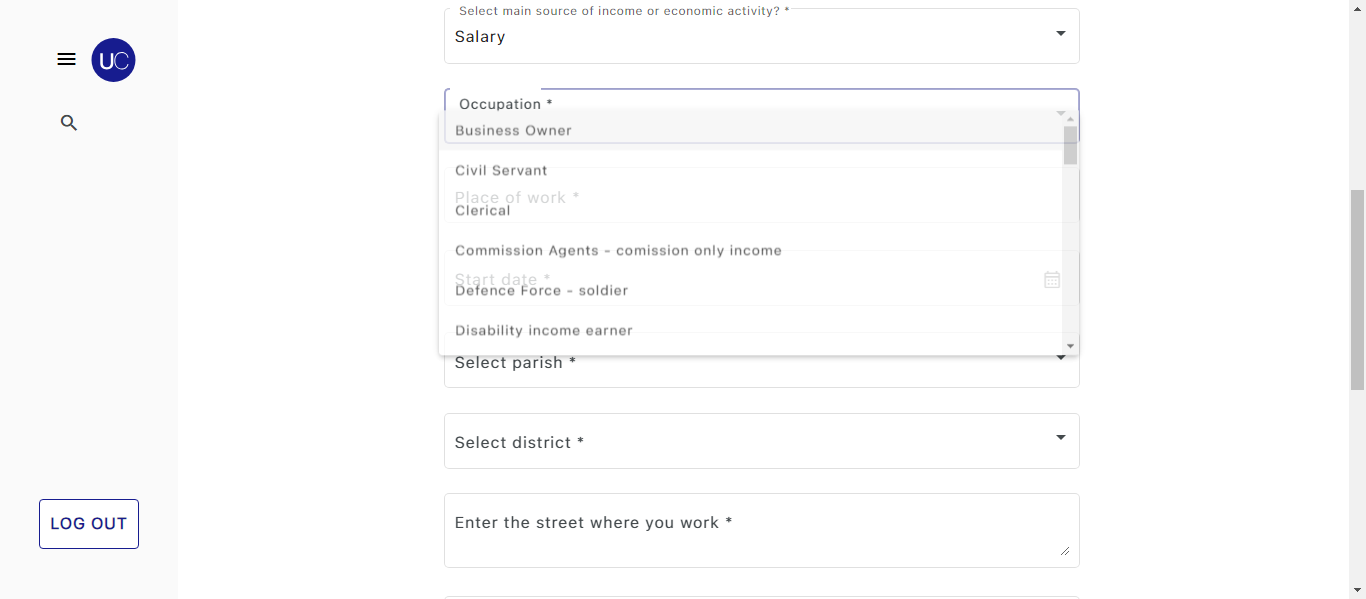 Select main source of income or economic activity? *
Salary
UC
Occupation *
Business Owner
Civil Servant
Place of work *
Clerical
Commission Agents - comission only income
Start date *
Defence Force - soldier
Disability income earner
Select parish *
Select district *
LOG OUT
Enter the street where you work *